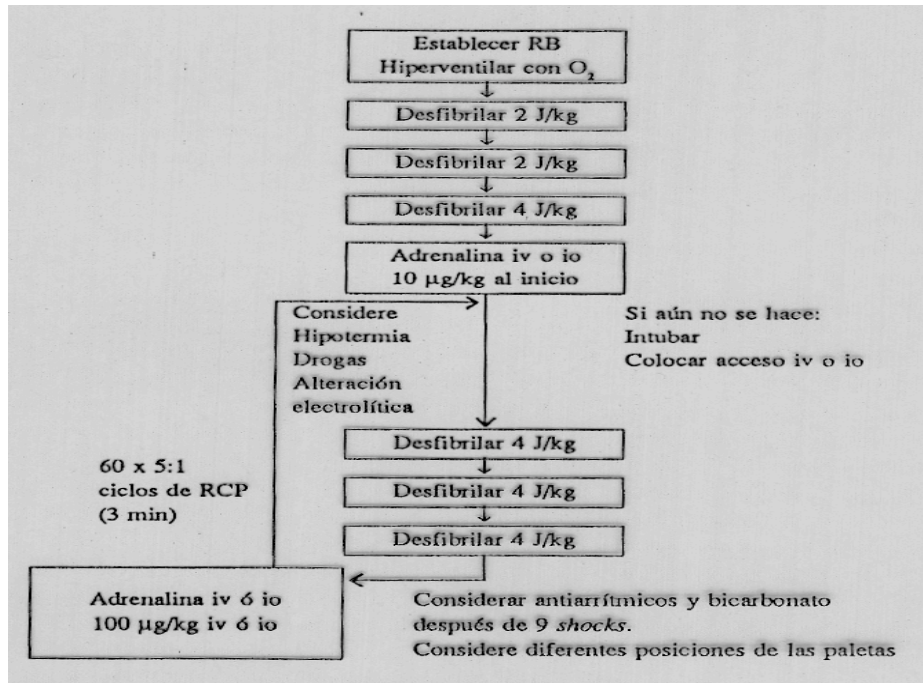 Establecer RB
Hiperventilar con O₂
Desfibrilar 2 J/kg
Desfibrilar 2 J/kg
Desfibrilar 4 J/kg
Adrenalina iv o io
10 µg/kg al inicio
Considere
Hipotermia
Drogas
Alteración
electrolítica
Si aún no se hace:
Intubar
Colocar acceso iv o io
Desfibrilar 4 J/kg
Desfibrilar 4 J/kg
Desfibrilar 4 J/kg
60 x 5:1
ciclos de RCP
(3 min)
Adrenalina iv ó io
100 µg/kg iv ó io
Considerar antiarrítmicos y bicarbonato
después de 9 shocks.
Considere diferentes posiciones de las paletas